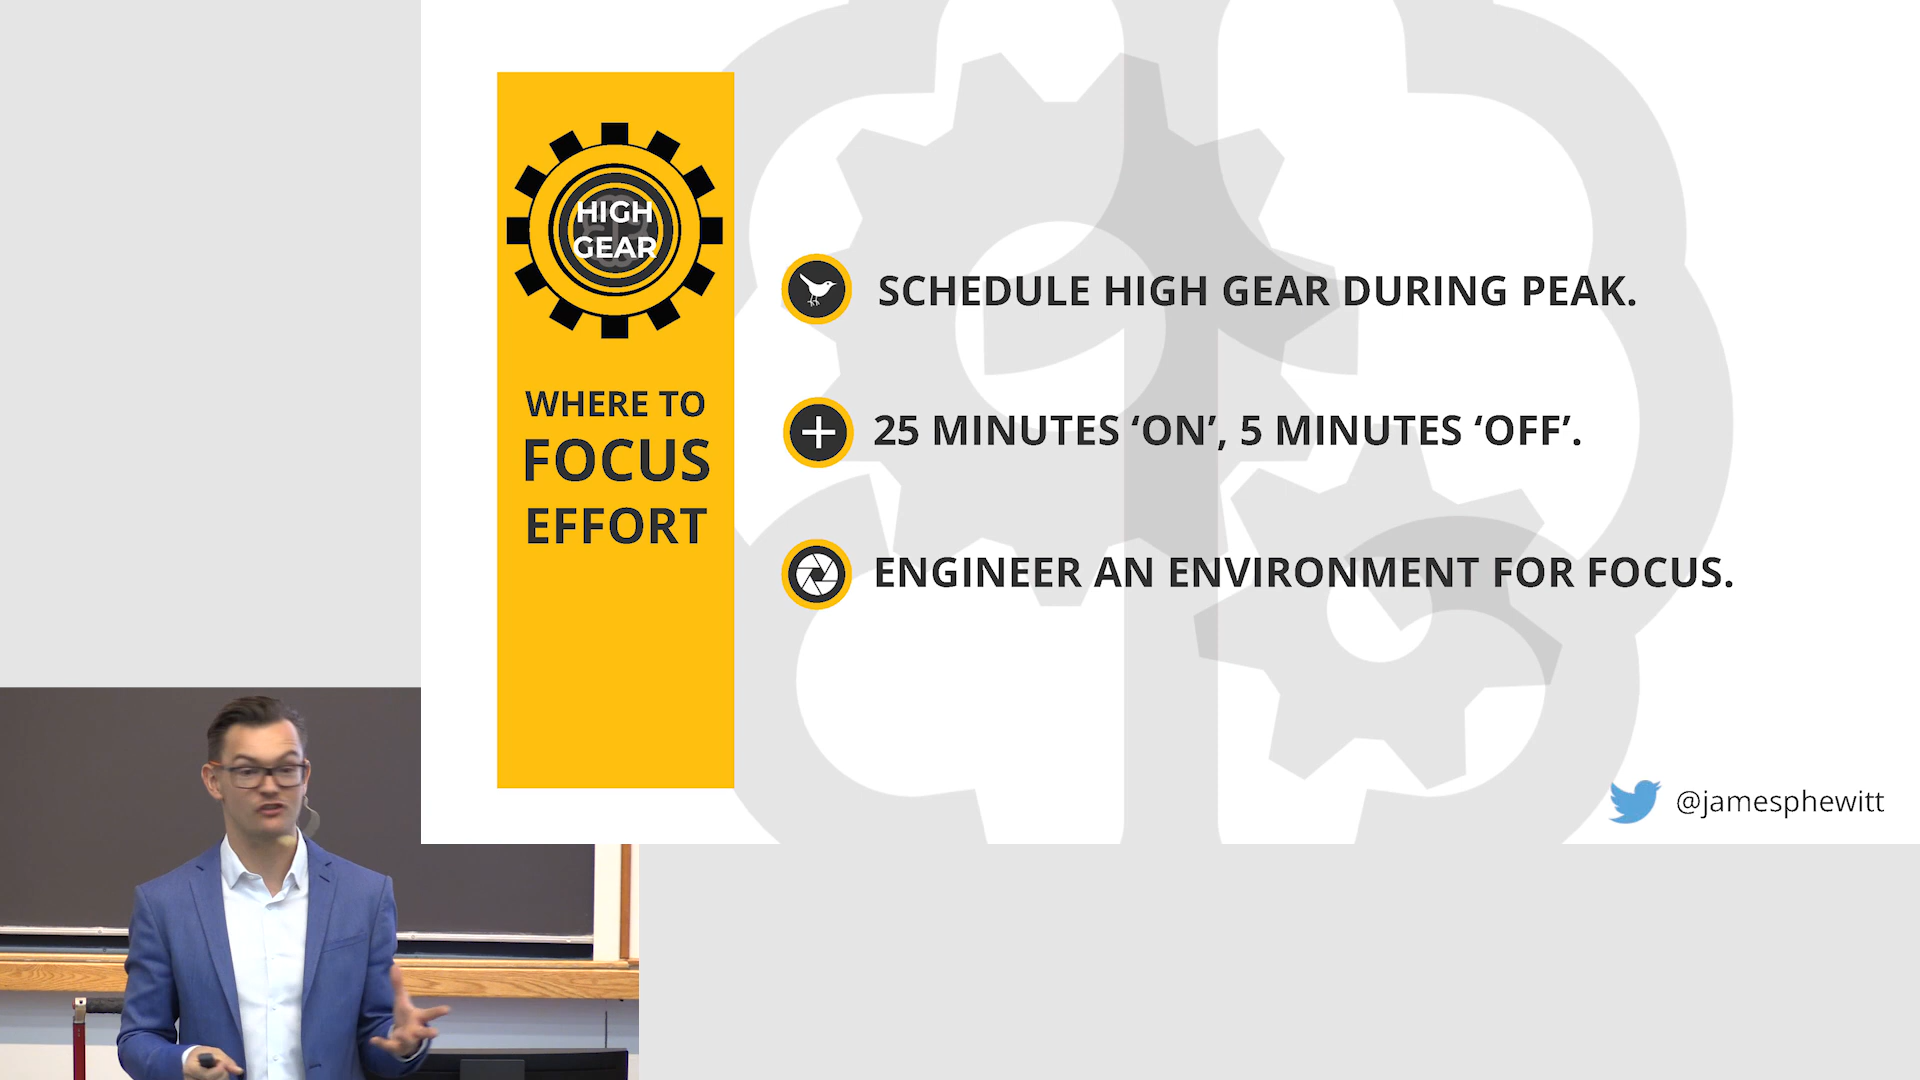 HIGH
GEAR
WHERE TO
FOCUS
EFFORT
SCHEDULE HIGH GEAR DURING PEAK.
25 MINUTES ‘ON’, 5 MINUTES ‘OFF’.
ENGINEER AN ENVIRONMENT FOR FOCUS.
@jamesphewitt